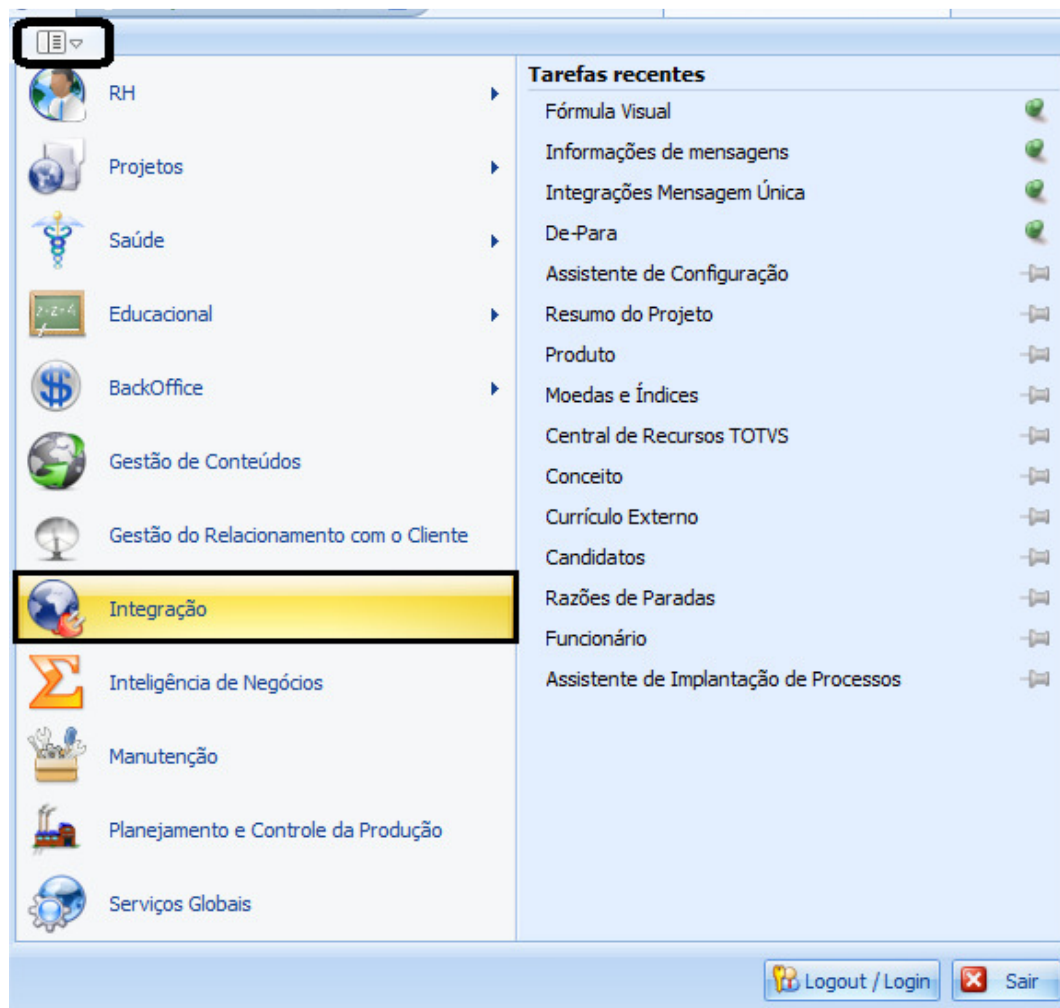 RH
Projetos
Saúde
Educacional
BackOffice
Gestão de Conteúdos
Gestão do Relacionamento com o Cliente
Integração
Inteligência de Negócios
Manutenção
Planejamento e Controle da Produção
Serviços Globais
Tarefas recentes
Fórmula Visual
Informações de mensagens
Integrações Mensagem Única
De-Para
Assistente de Configuração
Resumo do Projeto
Produto
Moedas e Índices
Central de Recursos TOTVS
Conceito
Currículo Externo
Candidatos
Razões de Paradas
Funcionário
Assistente de Implantação de Processos
Logout / Login
Sair